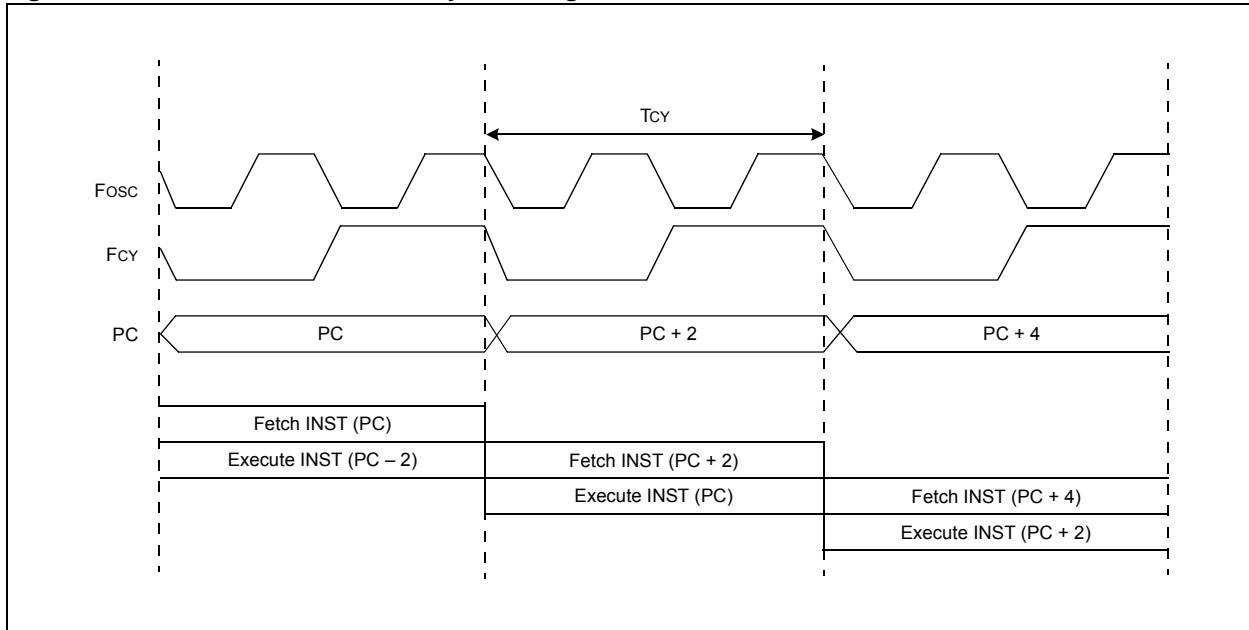 TCY
FOSC
FCY
PC PC PC + 2 PC + 4
Fetch INST (PC)
Execute INST (PC – 2) Fetch INST (PC + 2)
Execute INST (PC) Fetch INST (PC + 4)
Execute INST (PC + 2)